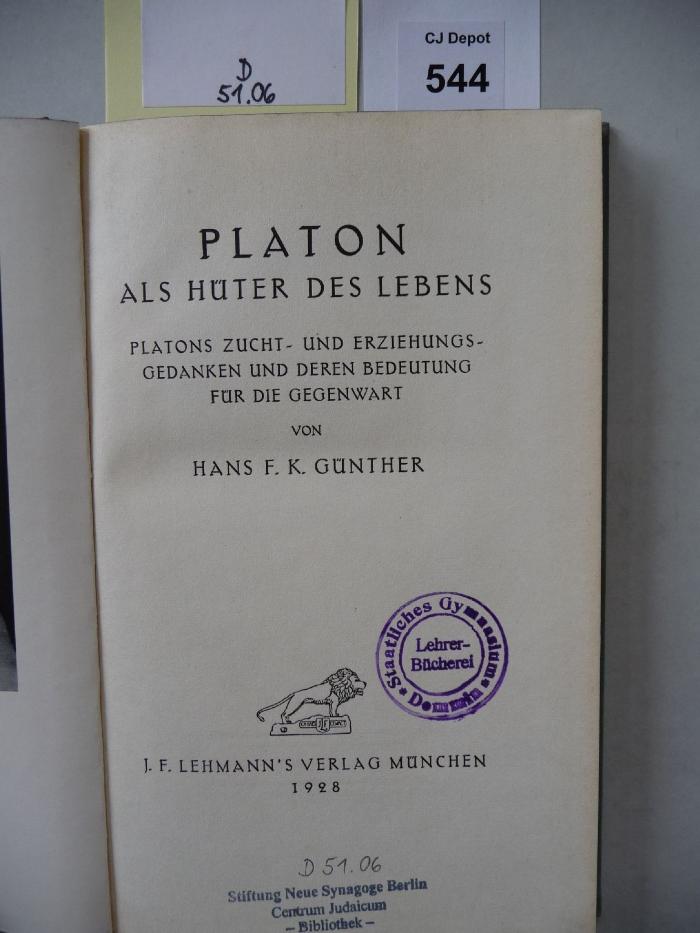 D
51.06
CJ Depot
544
PLATON
ALS HÜTER DES LEBENS
PLATONS ZUCHT- UND ERZIEHUNGS-
GEDANKEN UND DEREN BEDEUTUNG
FÜR DIE GEGENWART
VON
HANS F. K. GÜNTHER
Staatliches Gymnasium
Lehrer-
Bücherei
J. F. LEHMANN'S VERLAG MÜNCHEN
1928
D 51.06
Stiftung Neue Synagoge Berlin
Centrum Judaicum
– Bibliothek –